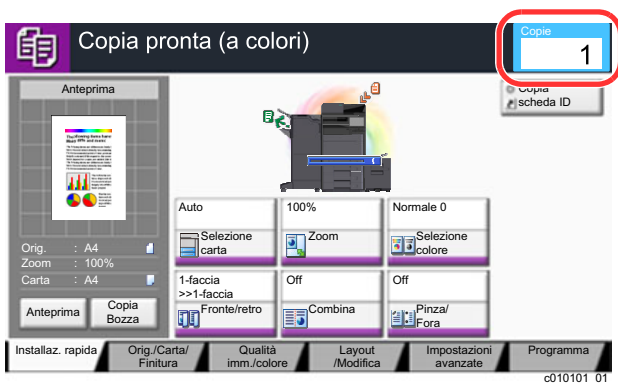 Copia pronta (a colori)
Copie
1
Anteprima
Copia
scheda ID
Orig. : A4
Zoom : 100%
Carta : A4
Anteprima
Copia
Bozza
Auto
Selezione
carta
100%
Zoom
Normale 0
Selezione
colore
1-faccia
>>1-faccia
Fronte/retro
Off
Combina
Off
Pinza/
Fora
Installaz. rapida
Orig./Carta/
Finitura
Qualità
imm./colore
Layout
/Modifica
Impostazioni
avanzate
Programma
c010101_01